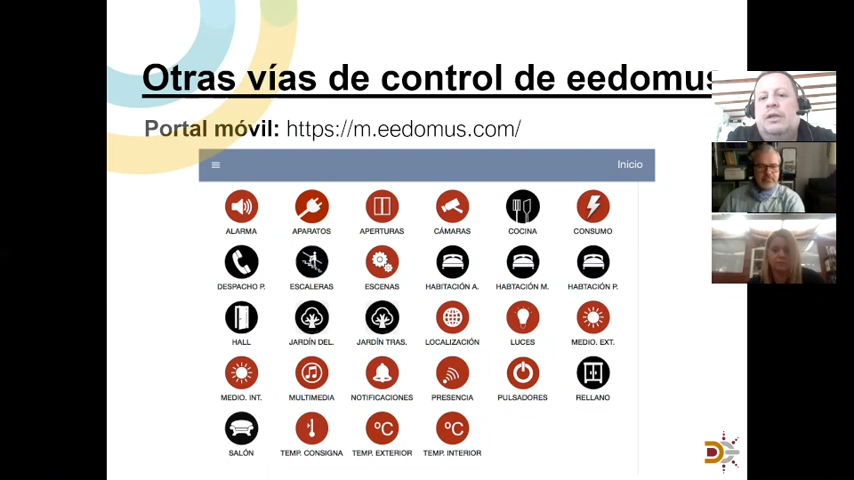 Otras vías de control de eedomus
Portal móvil: https://m.eedomus.com/
Inicio
ALARMA APARATOS APERTURAS CÁMARAS COCINA CONSUMO
DESPACHO P. ESCALERAS ESCENAS HABITACIÓN A. HABTACIÓN M. HABTACIÓN P.
HALL JARDÍN DEL. JARDÍN TRAS. LOCALIZACIÓN LUCES MEDIO. EXT.
MEDIO. INT. MULTIMEDIA NOTIFICACIONES PRESENCIA PULSADORES RELLANO
°C °C
SALÓN TEMP. CONSIGNA TEMP. EXTERIOR TEMP. INTERIOR